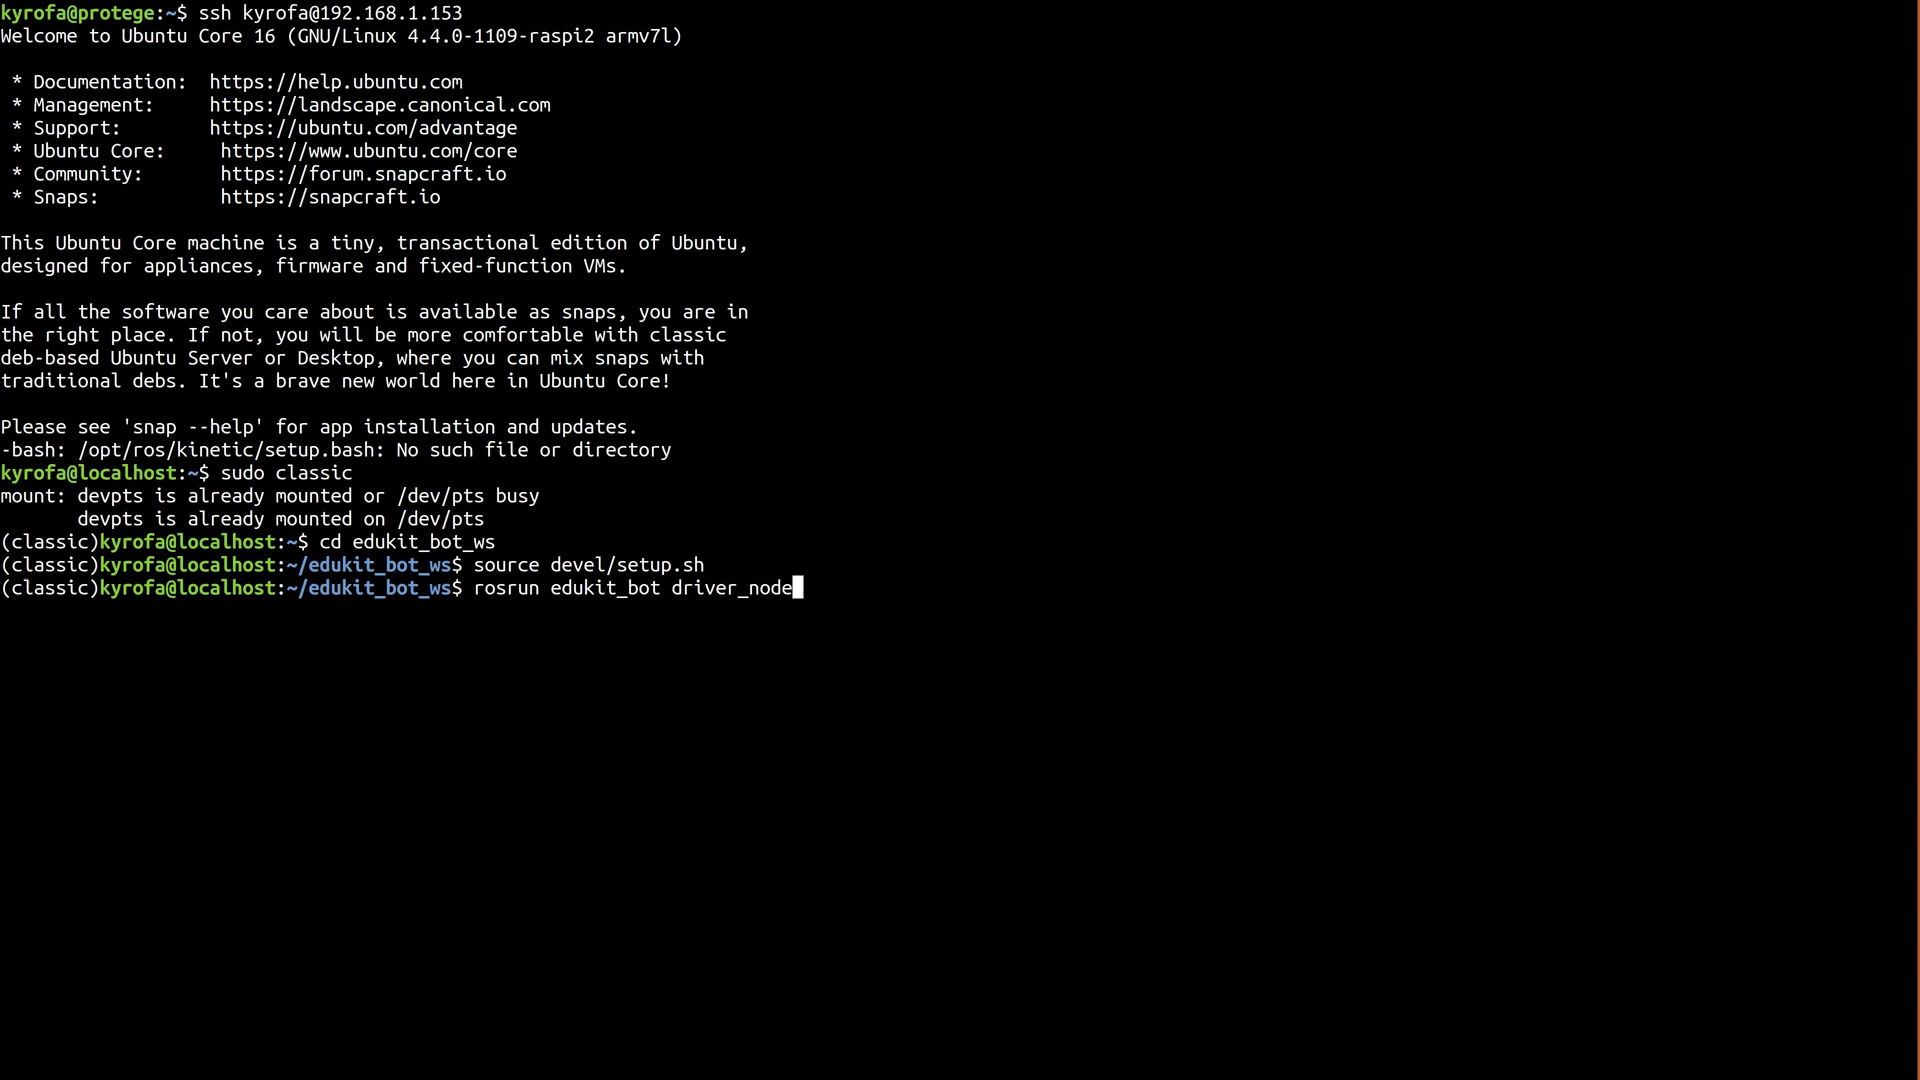 kyrofa@protege:~$ ssh kyrofa@192.168.1.153
Welcome to Ubuntu Core 16 (GNU/Linux 4.4.0-1109-raspi2 armv7l)
* Documentation:  https://help.ubuntu.com
* Management:     https://landscape.canonical.com
* Support:        https://ubuntu.com/advantage
* Ubuntu Core:     https://www.ubuntu.com/core
* Community:       https://forum.snapcraft.io
* Snaps:           https://snapcraft.io
This Ubuntu Core machine is a tiny, transactional edition of Ubuntu,
designed for appliances, firmware and fixed-function VMs.
If all the software you care about is available as snaps, you are in
the right place. If not, you will be more comfortable with classic
deb-based Ubuntu Server or Desktop, where you can mix snaps with
traditional debs. It's a brave new world here in Ubuntu Core!
Please see 'snap --help' for app installation and updates.
-bash: /opt/ros/kinetic/setup.bash: No such file or directory
kyrofa@localhost:~$ sudo classic
mount: devpts is already mounted or /dev/pts busy
devpts is already mounted on /dev/pts
(classic)kyrofa@localhost:~$ cd edukit_bot_ws
(classic)kyrofa@localhost:~/edukit_bot_ws$ source devel/setup.sh
(classic)kyrofa@localhost:~/edukit_bot_ws$ rosrun edukit_bot driver_node